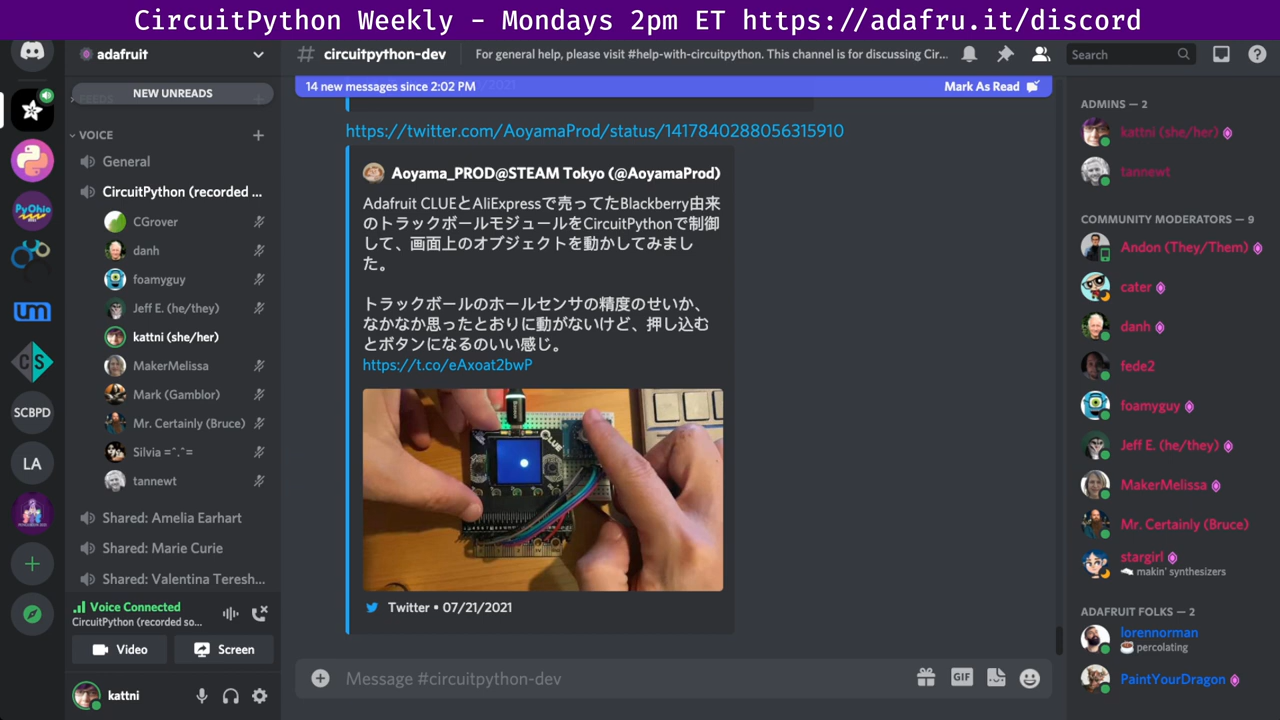 CircuitPython Weekly - Mondays 2pm ET https://adafru.it/discord
adafruit
NEW UNREADS
VOICE
General
CircuitPython (recorded ...
CGrover
danh
foamyguy
Jeff E. (he/they)
kattni (she/her)
MakerMelissa
Mark (Gamblor)
Mr. Certainly (Bruce)
Silvia =^.^=
tannewt
Shared: Amelia Earhart
Shared: Marie Curie
Shared: Valentina Teresh...
Voice Connected
CircuitPython (recorded so...
Video
Screen
kattni
SCBPD
LA
# circuitpython-dev
For general help, please visit #help-with-circuitpython. This channel is for discussing Cir...
Search
14 new messages since 2:02 PM
Mark As Read
https://twitter.com/AoyamaProd/status/1417840288056315910
Aoyama_PROD@STEAM Tokyo (@AoyamaProd)
Adafruit CLUEとAliExpressで売ってたBlackberry由来
のトラックボールモジュールをCircuitPythonで制御
して、画面上のオブジェクトを動かしてみまし
た。
トラックボールのホールセンサの精度のせいか、
なかなか思ったとおりに動がないけど、押し込む
とボタンになるのいい感じ。
https://t.co/eAxoat2bwP
CLUE
Twitter • 07/21/2021
Message #circuitpython-dev
GIF
ADMINS — 2
kattni (she/her)
tannewt
COMMUNITY MODERATORS — 9
Andon (They/Them)
cater
danh
fede2
foamyguy
Jeff E. (he/they)
MakerMelissa
Mr. Certainly (Bruce)
stargirl
makin' synthesizers
ADAFRUIT FOLKS — 2
lorennorman
percolating
PaintYourDragon